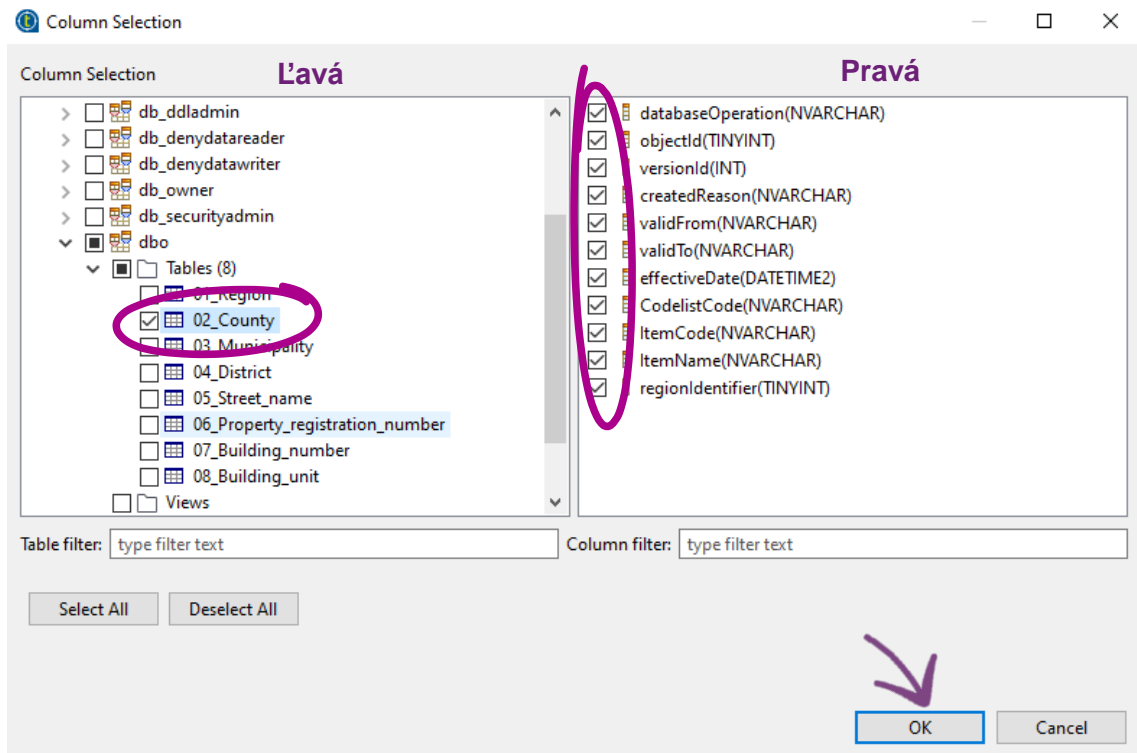 Column Selection
Column Selection
Ľavá
Pravá
db_ddladmin
db_denydatareader
db_denydatawriter
db_owner
db_securityadmin
dbo
Tables (8)
01_Region
02_County
03_Municipality
04_District
05_Street_name
06_Property_registration_number
07_Building_number
08_Building_unit
Views
databaseOperation(NVARCHAR)
objectId(TINYINT)
versionId(INT)
createdReason(NVARCHAR)
validFrom(NVARCHAR)
validTo(NVARCHAR)
effectiveDate(DATETIME2)
CodelistCode(NVARCHAR)
ItemCode(NVARCHAR)
ItemName(NVARCHAR)
regionIdentifier(TINYINT)
Table filter: type filter text
Column filter: type filter text
Select All
Deselect All
OK
Cancel